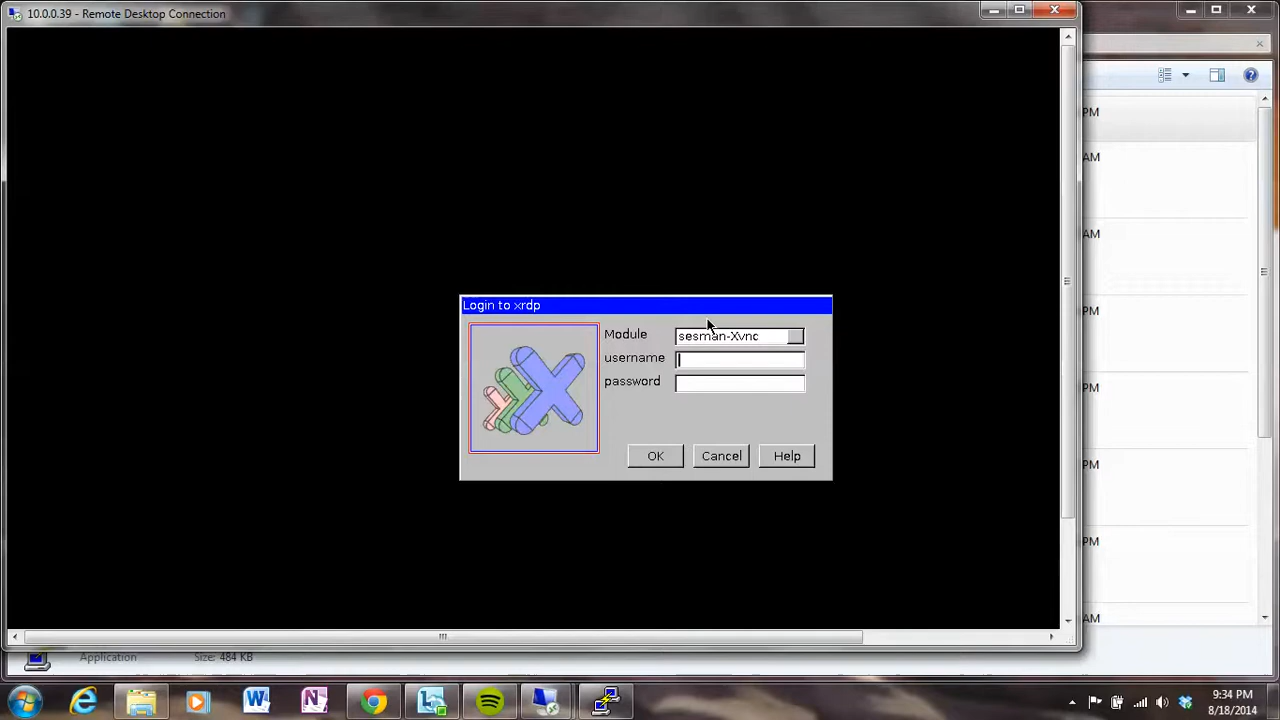 10.0.0.39 - Remote Desktop Connection
PM
AM
AM
PM
PM
PM
PM
AM
Login to xrdp
Module
sesman-Xvnc
username
password
OK
Cancel
Help
Application
Size: 484 KB
9:34 PM
8/18/2014